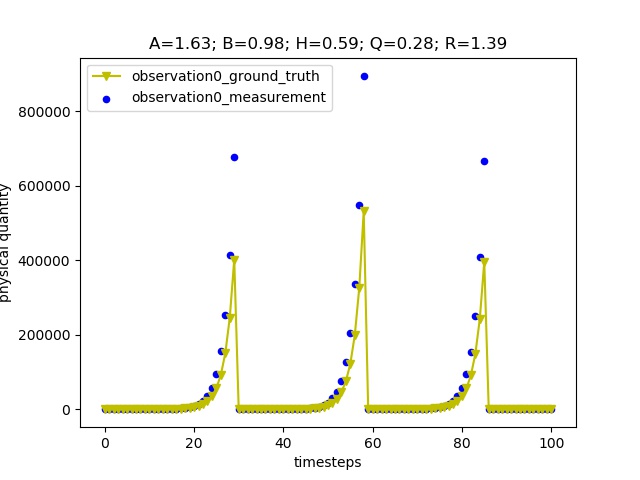 A=1.63; B=0.98; H=0.59; Q=0.28; R=1.39
observation0_ground_truth
observation0_measurement
800000
600000
400000
200000
0
physical quantity
0 20 40 60 80 100
timesteps